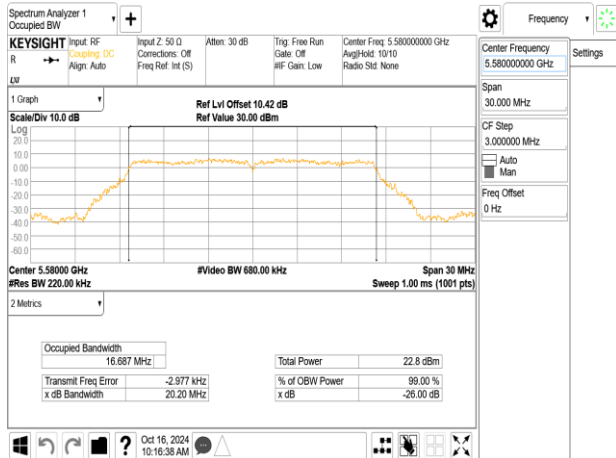 Spectrum Analyzer 1
Occupied BW
+
Frequency
KEYSIGHT
R
LXI
Input: RF
Coupling: DC
Align: Auto
Input Z: 50 Ω
Corrections: Off
Freq Ref: Int (S)
Atten: 30 dB
Trig: Free Run
Gate: Off
#IF Gain: Low
Center Freq: 5.580000000 GHz
Avg|Hold: 10/10
Radio Std: None
Center Frequency
5.580000000 GHz
Settings
Span
30.000 MHz
CF Step
3.000000 MHz
Auto
Man
Freq Offset
0 Hz
1 Graph
Scale/Div 10.0 dB
Ref Lvl Offset 10.42 dB
Ref Value 30.00 dBm
Log
20.0
10.0
0.00
-10.0
-20.0
-30.0
-40.0
-50.0
-60.0
Center 5.58000 GHz
#Res BW 220.00 kHz
#Video BW 680.00 kHz
Span 30 MHz
Sweep 1.00 ms (1001 pts)
2 Metrics
Occupied Bandwidth
16.687 MHz
Transmit Freq Error -2.977 kHz
x dB Bandwidth 20.20 MHz
Total Power 22.8 dBm
% of OBW Power 99.00 %
x dB -26.00 dB
?
Oct 16, 2024
10:16:38 AM